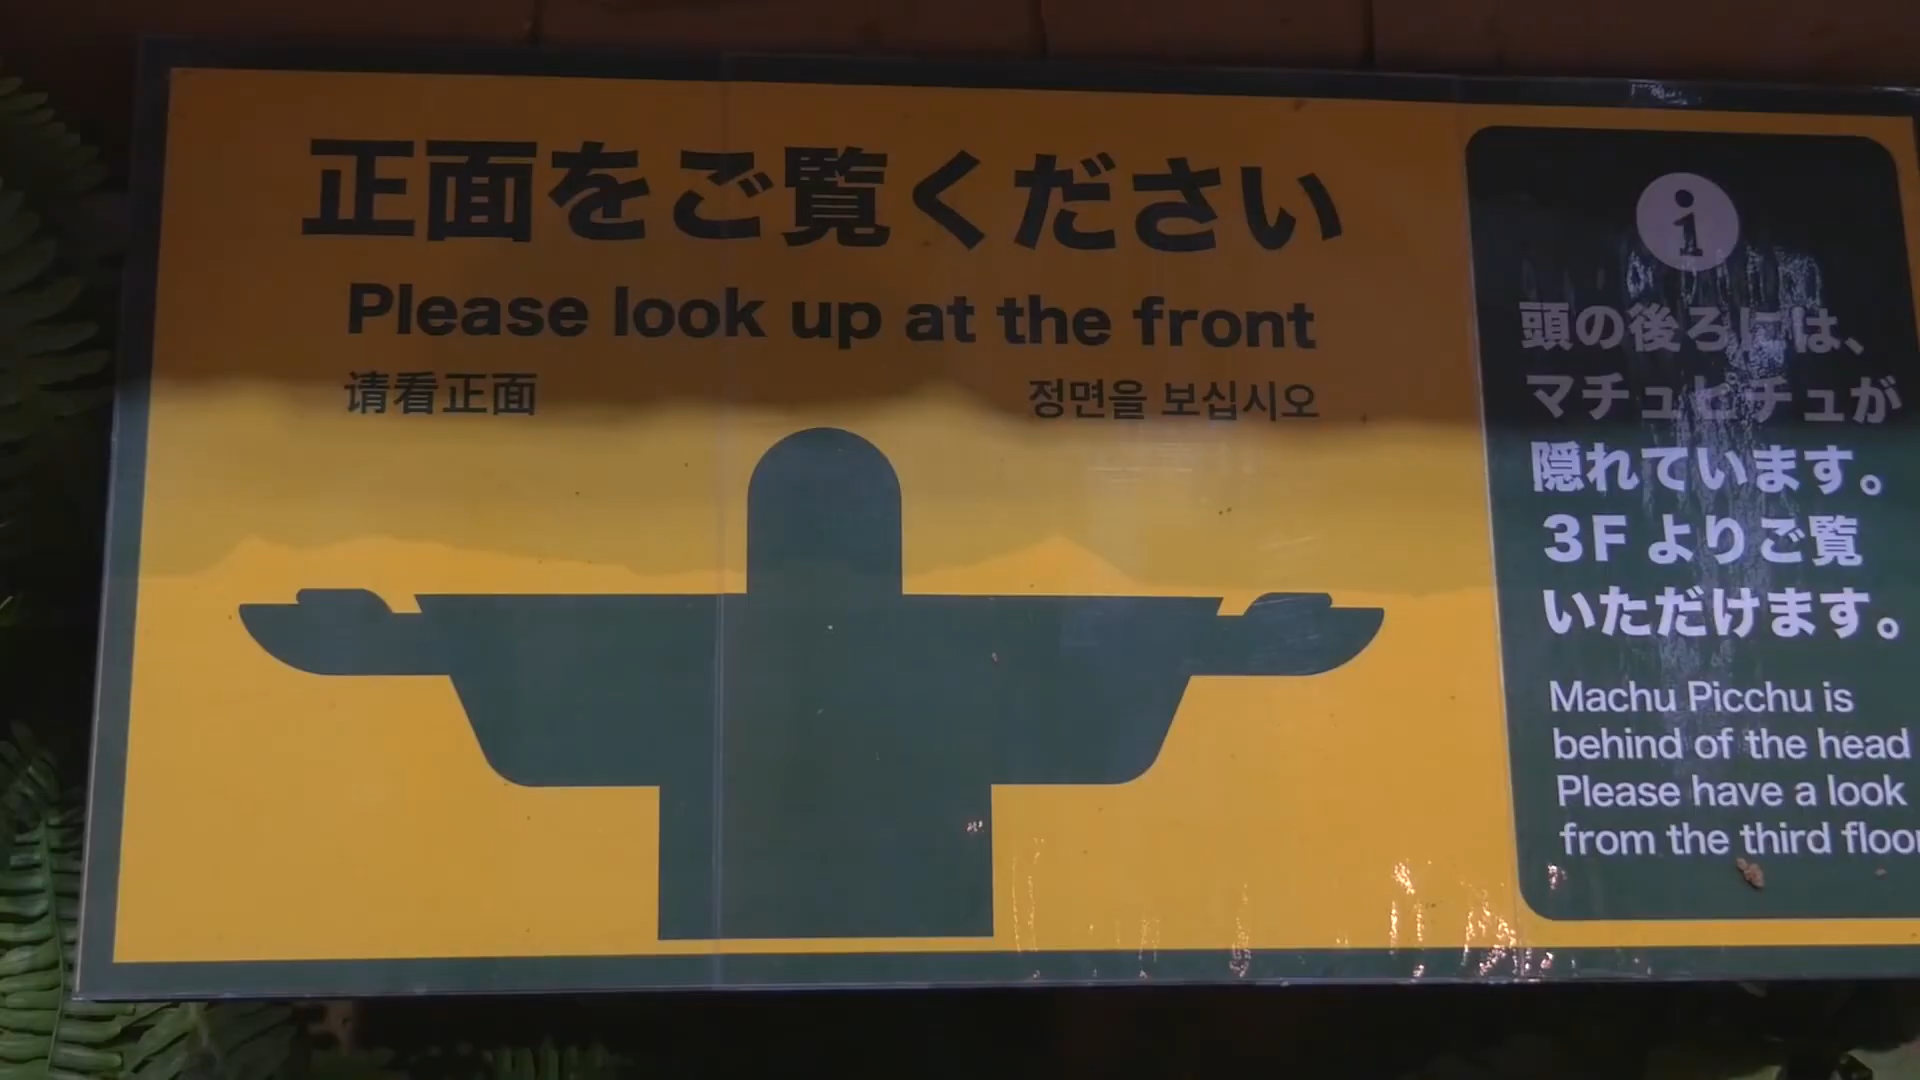 正面をご覧ください
Please look up at the front
请看正面
정면을 보십시오
頭の後ろには、
マチュピチュが
隠れています。
3Fよりご覧
いただけます。
Machu Picchu is
behind of the head
Please have a look
from the third floor